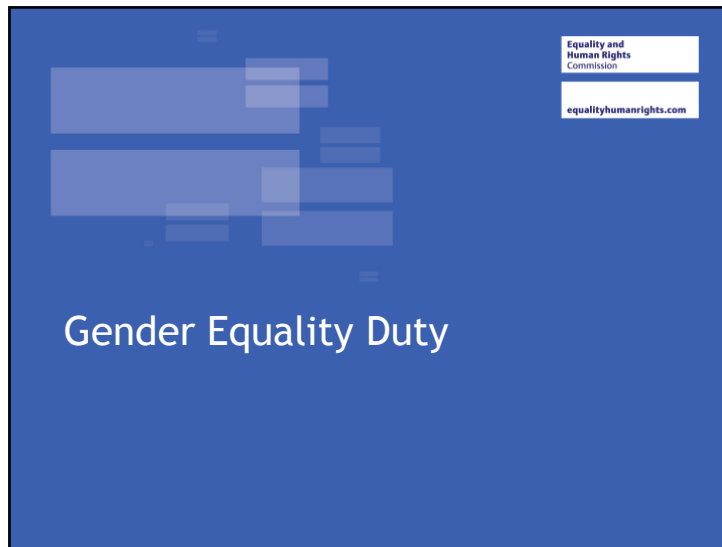 Equality and
Human Rights
Commission
equalityhumanrights.com
Gender Equality Duty